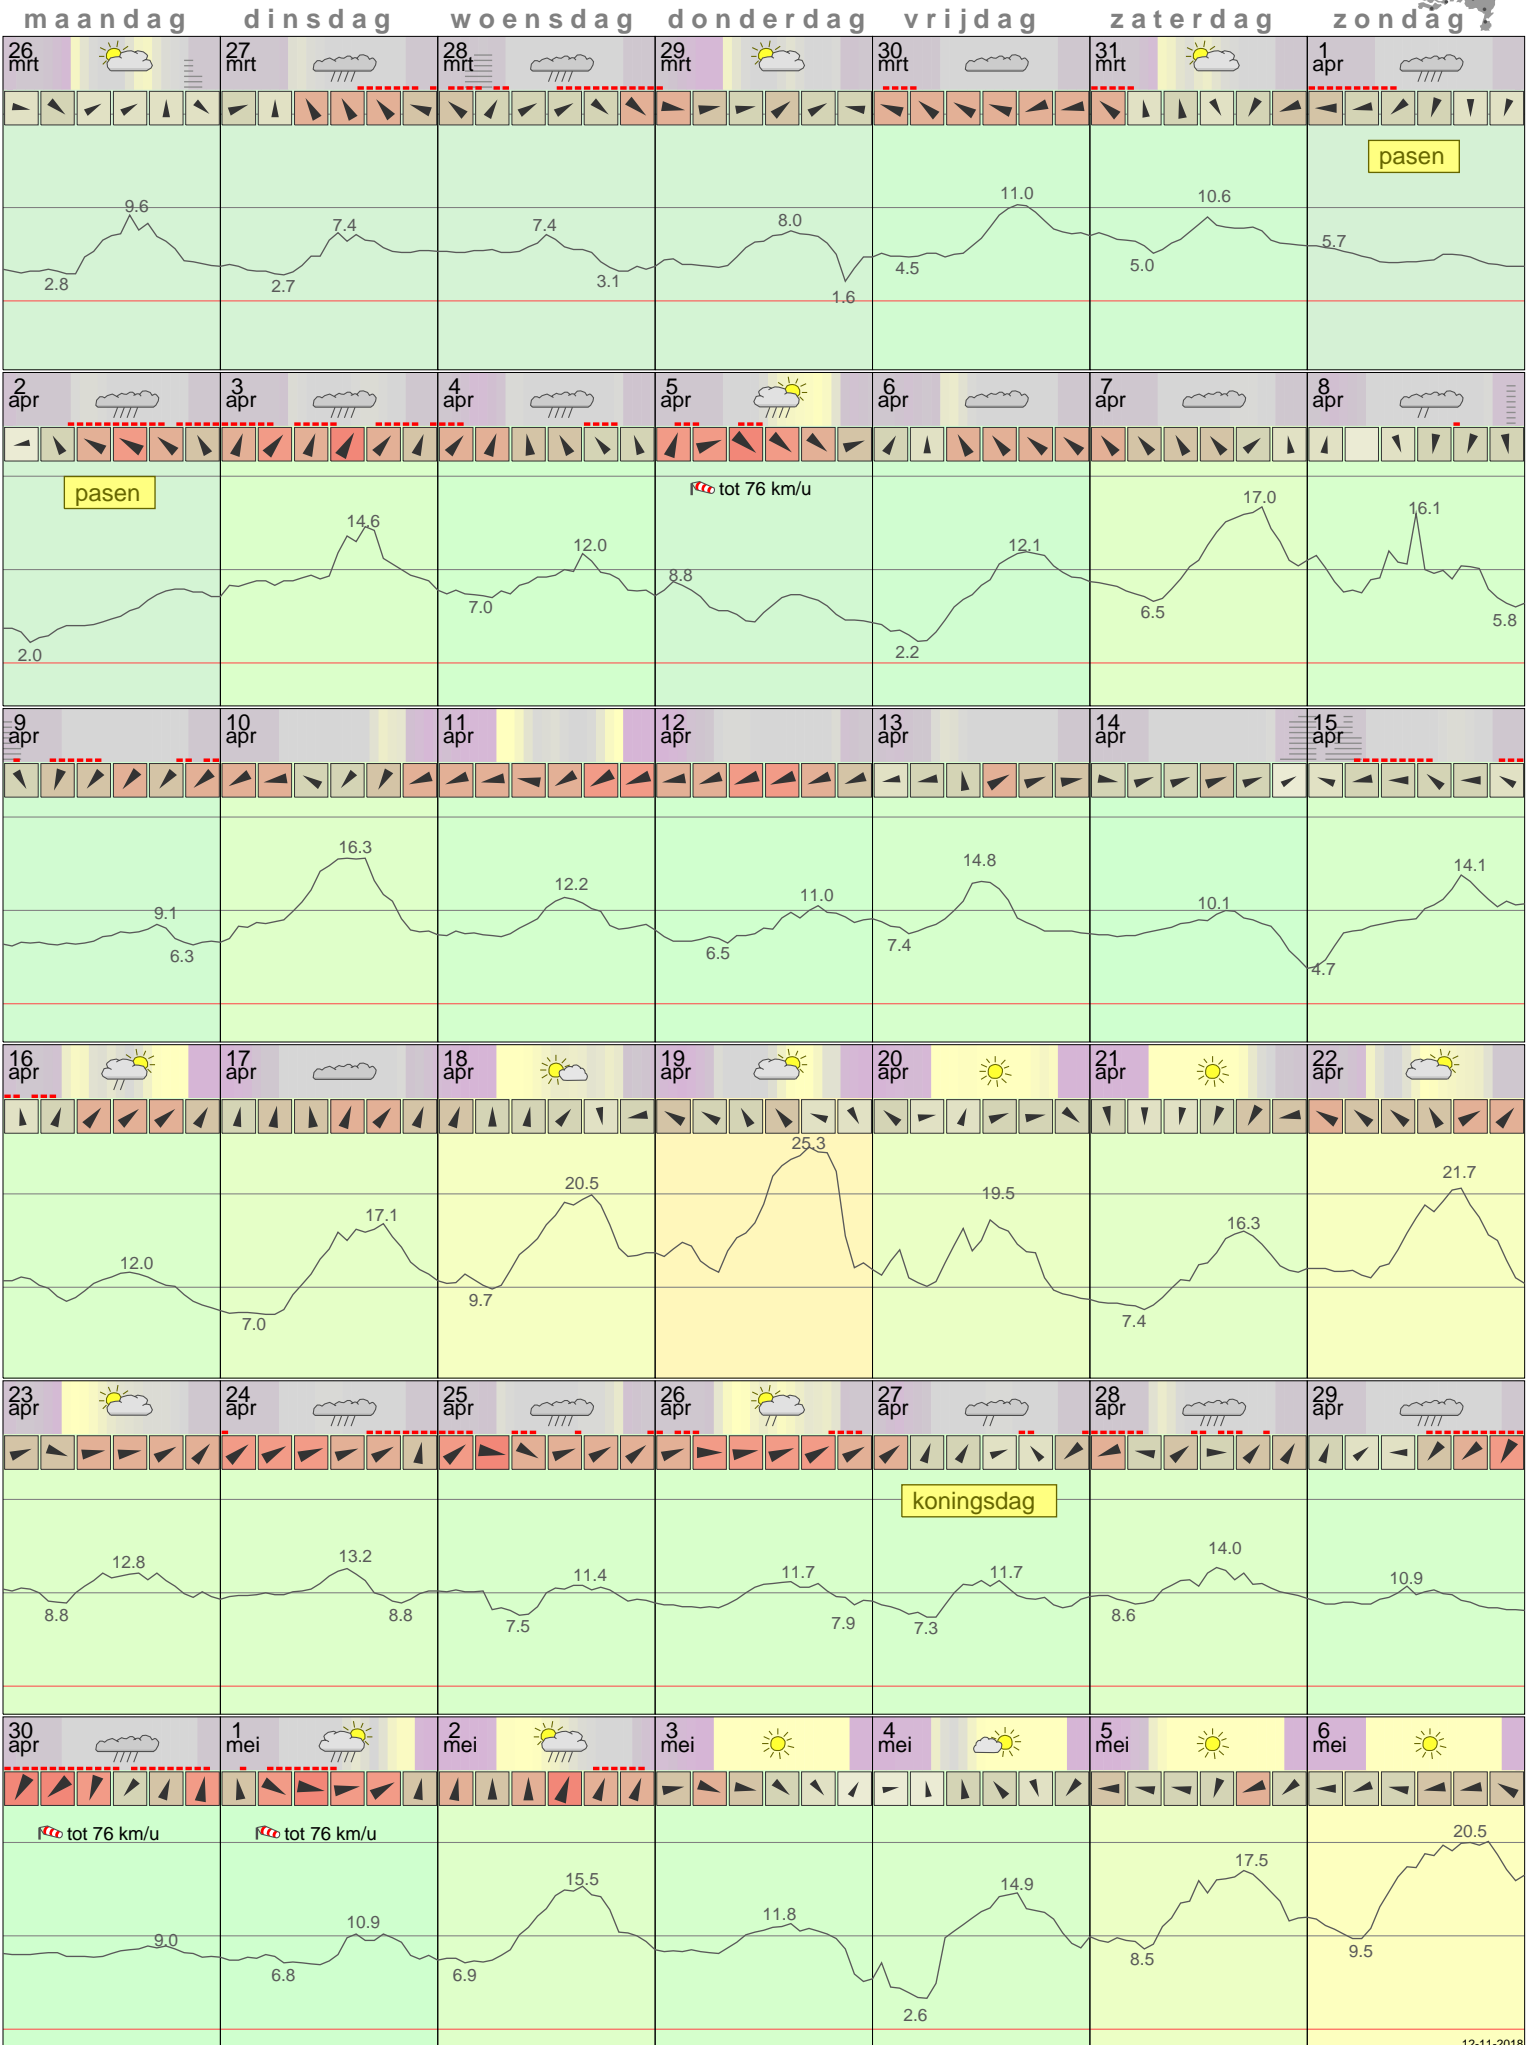 maandag dinsdag woensdag donderdag vrijdag zaterdag zondag
26 27 28 29 30 31 1
mrt mrt mrt mrt mrt mrt apr
pasen
9.6 7.4 7.4 8.0 11.0 10.6 5.7
2.8 2.7 3.1 1.6 4.5 5.0
2 3 4 5 6 7 8
apr apr apr apr apr apr apr
pasen tot 76 km/u
14.6 12.0 8.8 12.1 17.0 16.1
2.0 7.0 2.2 6.5 5.8
9 10 11 12 13 14 15
apr apr apr apr apr apr apr
9.1 16.3 12.2 11.0 14.8 10.1 14.1
6.3 6.5 7.4 4.7
16 17 18 19 20 21 22
apr apr apr apr apr apr apr
12.0 17.1 20.5 25.3 19.5 16.3 21.7
7.0 9.7 7.4
23 24 25 26 27 28 29
apr apr apr apr apr apr apr
koningsdag
12.8 13.2 11.4 11.7 11.7 14.0 10.9
8.8 8.8 7.5 7.9 7.3 8.6
30 1 2 3 4 5 6
apr mei mei mei mei mei mei
tot 76 km/u tot 76 km/u
9.0 10.9 15.5 11.8 14.9 17.5 20.5
6.8 6.9 2.6 8.5 9.5
12-11-2018